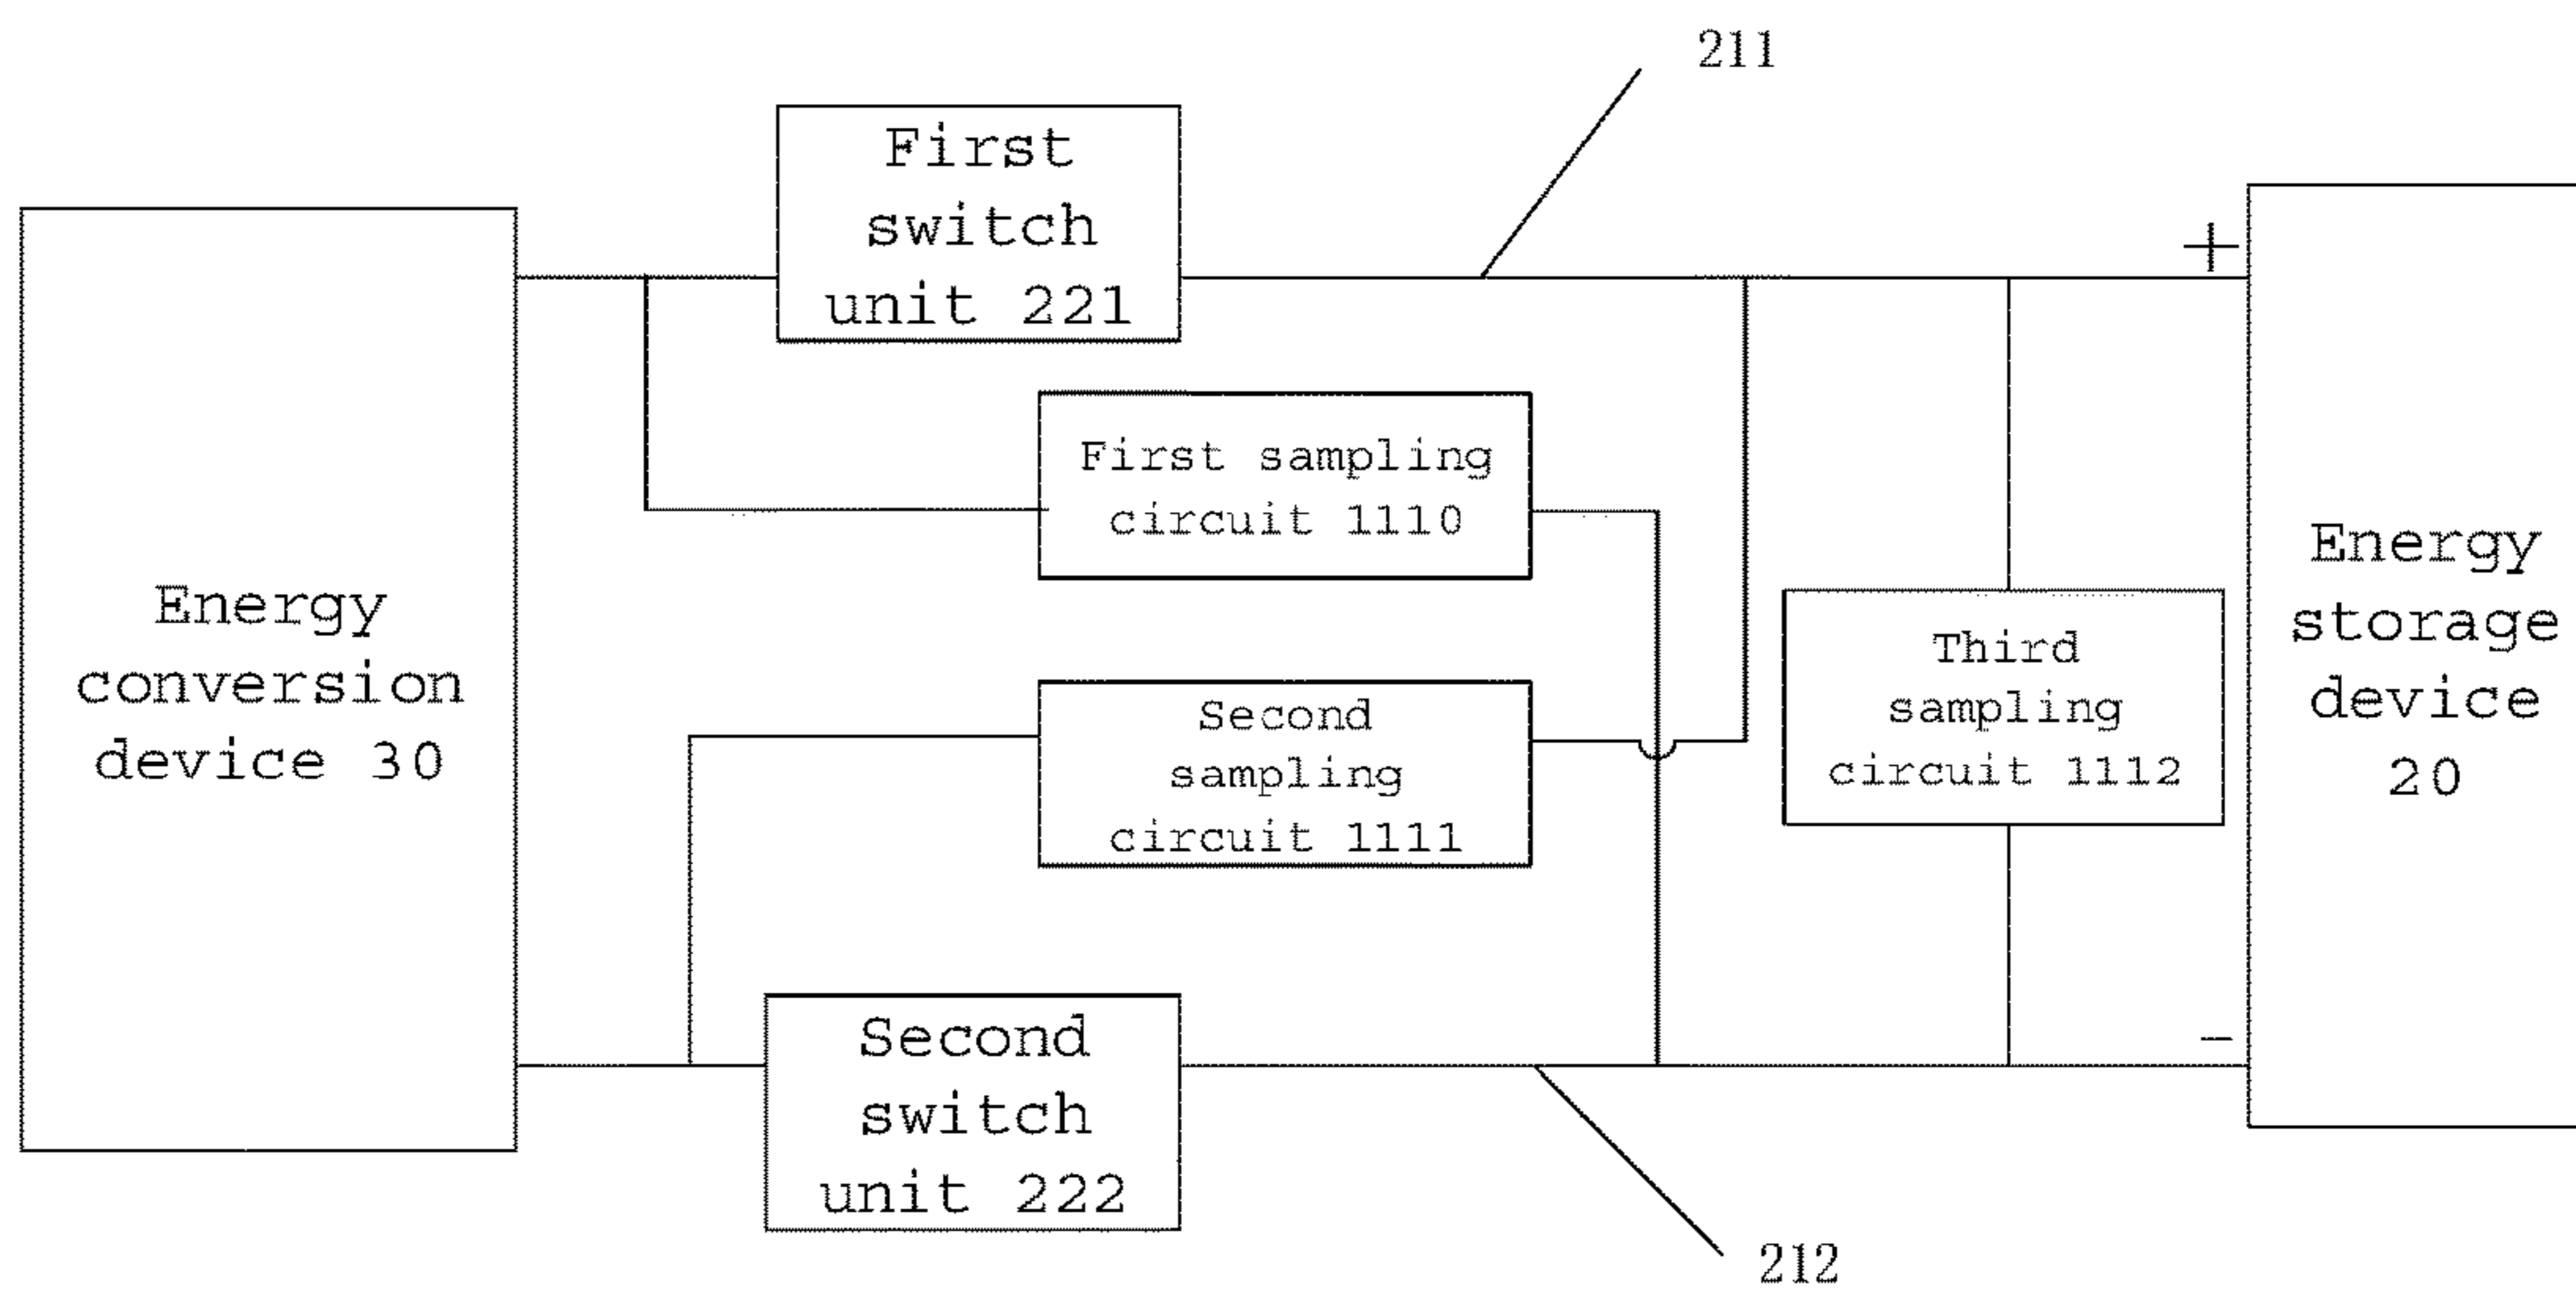 211
First
switch
unit 221
+
First sampling
circuit 1110
Energy
conversion
device 30
Second
sampling
circuit 1111
Third
sampling
circuit 1112
Energy
storage
device
20
Second
switch
unit 222
−
212